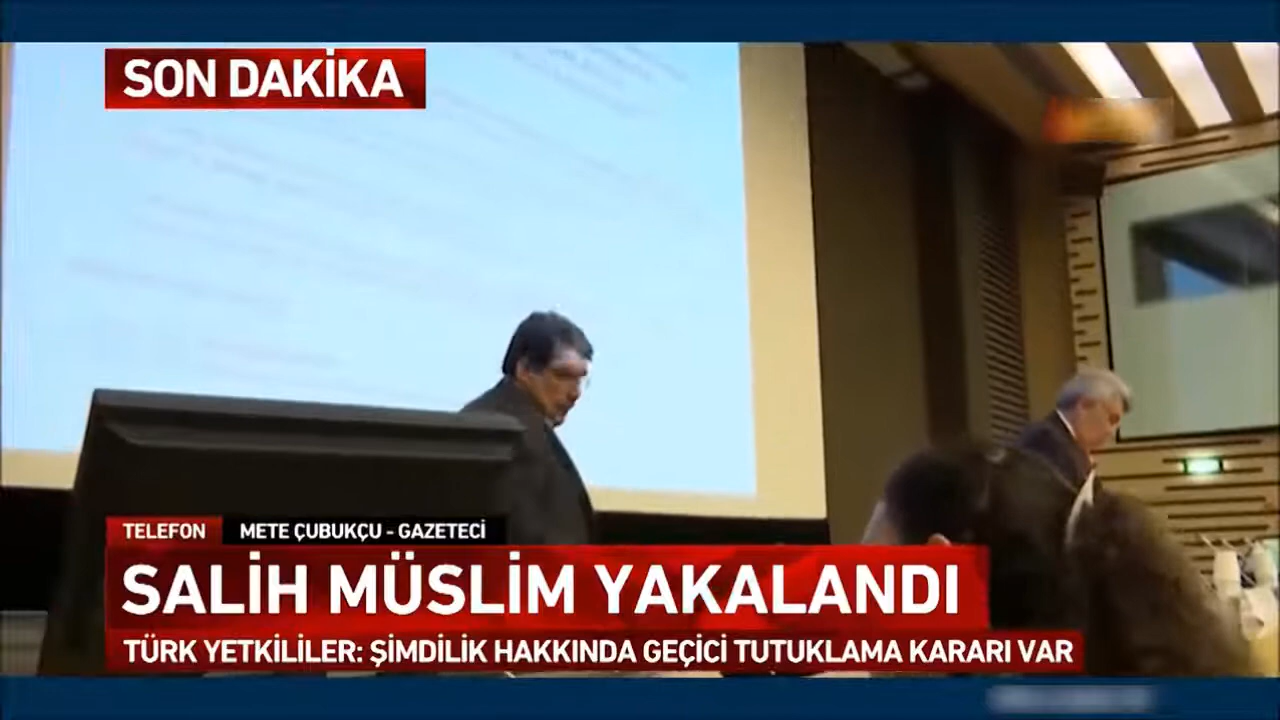 SON DAKİKA
TELEFON
METE ÇUBUKÇU - GAZETECİ
SALİH MÜSLİM YAKALANDI
TÜRK YETKİLİLER: ŞİMDİLİK HAKKINDA GEÇİCİ TUTUKLAMA KARARI VAR